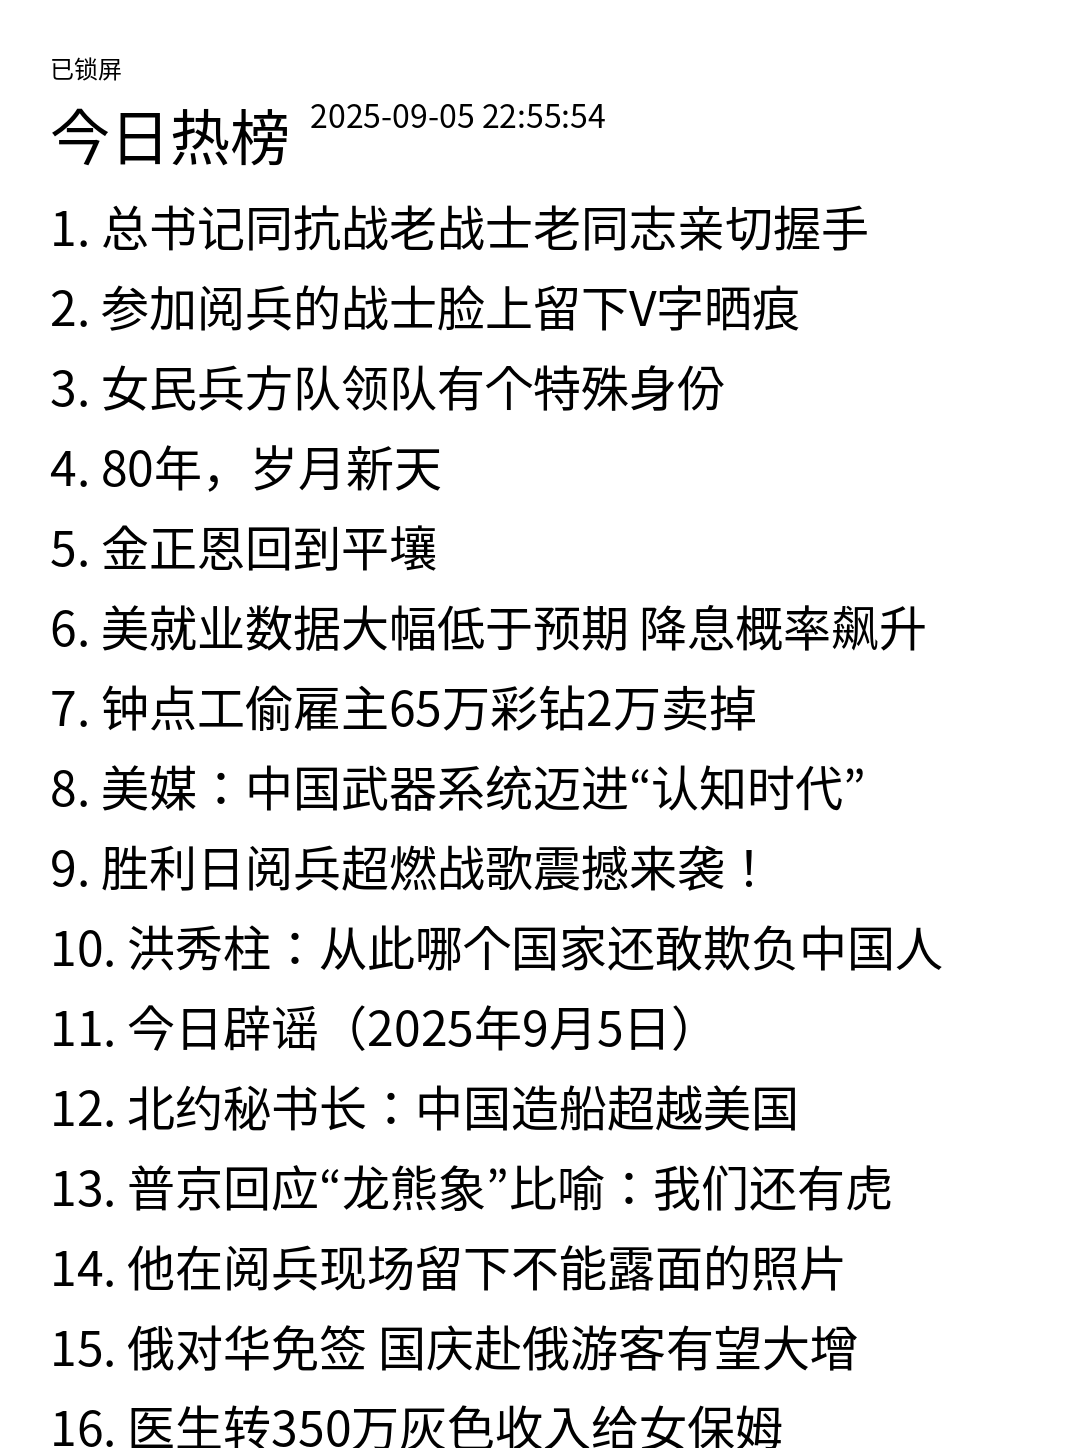 已锁屏
今日热榜 2025-09-05 22:55:54
1. 总书记同抗战老战士老同志亲切握手
2. 参加阅兵的战士脸上留下V字晒痕
3. 女民兵方队领队有个特殊身份
4. 80年，岁月新天
5. 金正恩回到平壤
6. 美就业数据大幅低于预期 降息概率飙升
7. 钟点工偷雇主65万彩钻2万卖掉
8. 美媒：中国武器系统迈进“认知时代”
9. 胜利日阅兵超燃战歌震撼来袭！
10. 洪秀柱：从此哪个国家还敢欺负中国人
11. 今日辟谣（2025年9月5日）
12. 北约秘书长：中国造船超越美国
13. 普京回应“龙熊象”比喻：我们还有虎
14. 他在阅兵现场留下不能露面的照片
15. 俄对华免签 国庆赴俄游客有望大增
16. 医生转350万灰色收入给女保姆